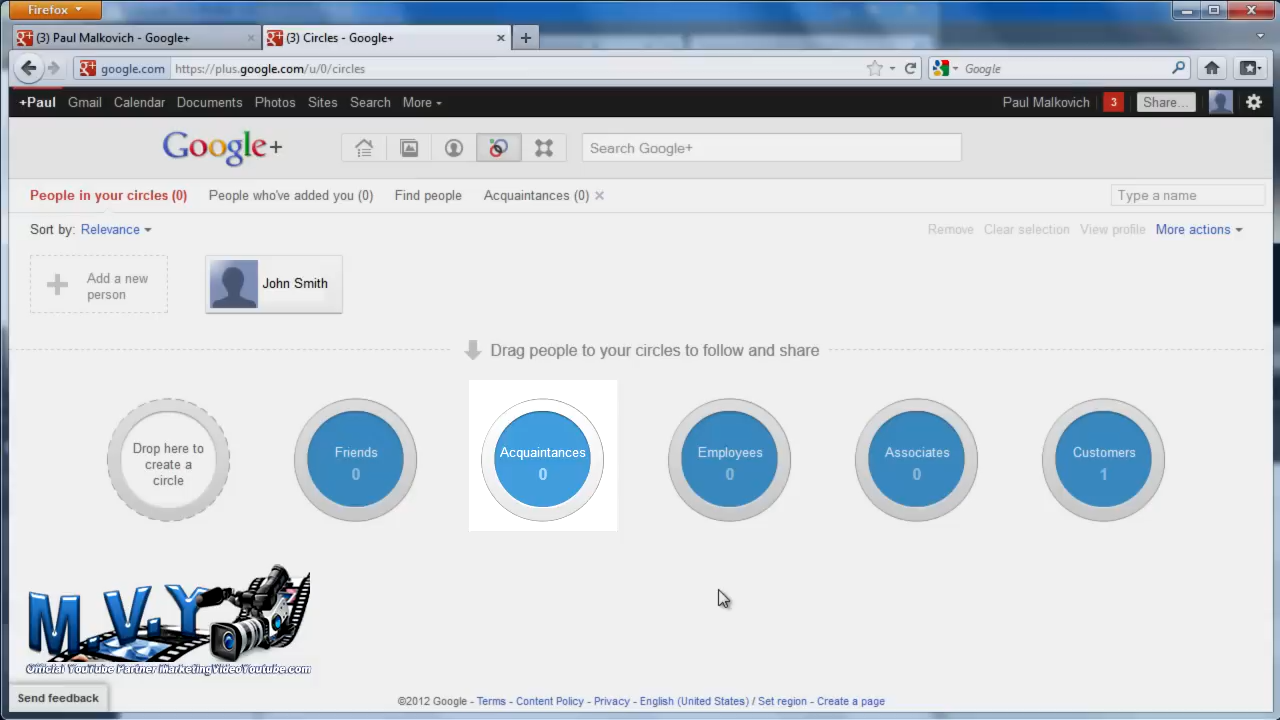 Firefox
(3) Paul Malkovich - Google+
(3) Circles - Google+
google.com
https://plus.google.com/u/0/circles
Google
+Paul Gmail Calendar Documents Photos Sites Search More
Paul Malkovich 3 Share...
Google+
Search Google+
People in your circles (0) People who've added you (0) Find people Acquaintances (0)
Type a name
Sort by: Relevance
Remove Clear selection View profile More actions
Add a new
person
John Smith
Drag people to your circles to follow and share
Drop here to
create a
circle
Friends
0
Acquaintances
0
Employees
0
Associates
0
Customers
1
M.V.Y
Official YouTube Partner MarketingVideoYoutube.com
Send feedback
©2012 Google - Terms - Content Policy - Privacy - English (United States) / Set region - Create a page